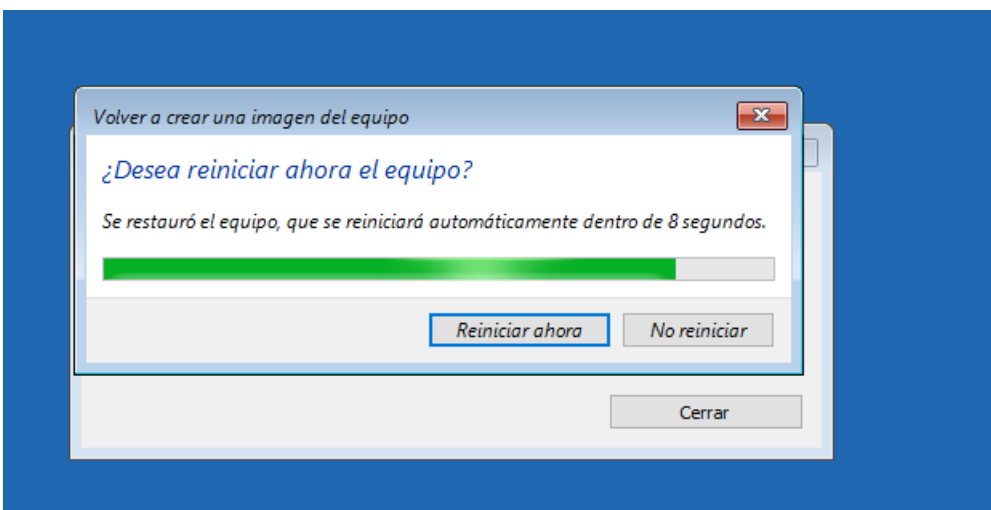 Volver a crear una imagen del equipo
¿Desea reiniciar ahora el equipo?
Se restauró el equipo, que se reiniciará automáticamente dentro de 8 segundos.
Reiniciar ahora
No reiniciar
Cerrar